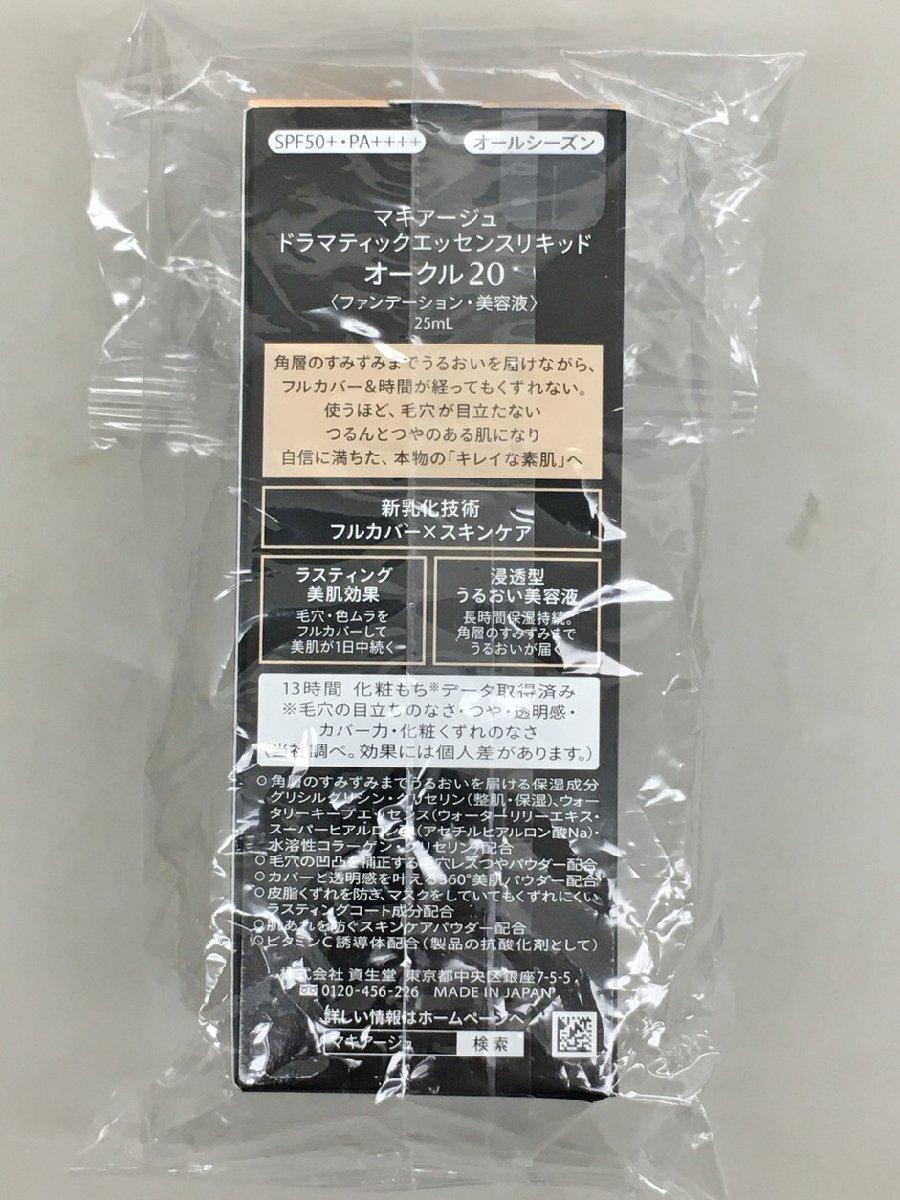 SPF50+・PA++++
オールシーズン
マキアージュ
ドラマティックエッセンスリキッド
オークル20
〈ファンデーション・美容液〉
25mL
角層のすみずみまでうるおいを届けながら、
フルカバー&時間が経ってもくずれない。
使うほど、毛穴が目立たない
つるんとつやのある肌になり
自信に満ちた、本物の「キレイな素肌」へ
新乳化技術
フルカバー×スキンケア
ラスティング
美肌効果
毛穴・色ムラを
フルカバーして
美肌が1日中続く
浸透型
うるおい美容液
長時間保湿持続。
角層のすみずみまで
うるおいが届く
13時間 化粧もち※データ取得済み
※毛穴の目立ちのなさ・つや・透明感・
カバー力・化粧くずれのなさ
(当社調べ。効果には個人差があります。)
○角層のすみずみまでうるおいを届ける保湿成分
グリシルグリシン・グリセリン(整肌・保湿)、ウォー
タリーキープエッセンス(ウォーターリリーエキス・
スーパーヒアルロン酸(アセチルヒアルロン酸Na)・
水溶性コラーゲン・グリセリン)配合
○毛穴の凹凸を補正する毛穴レスつやパウダー配合
○カバーと透明感を叶える360°美肌パウダー配合
○皮脂くずれを防ぎ、マスクをしていてもくずれにくい
ラスティングコート成分配合
○肌あれを防ぐスキンケアパウダー配合
○ビタミンC誘導体配合(製品の抗酸化剤として)
株式会社 資生堂 東京都中央区銀座7-5-5
0120-456-226 MADE IN JAPAN
詳しい情報はホームページへ
マキアージュ 検索